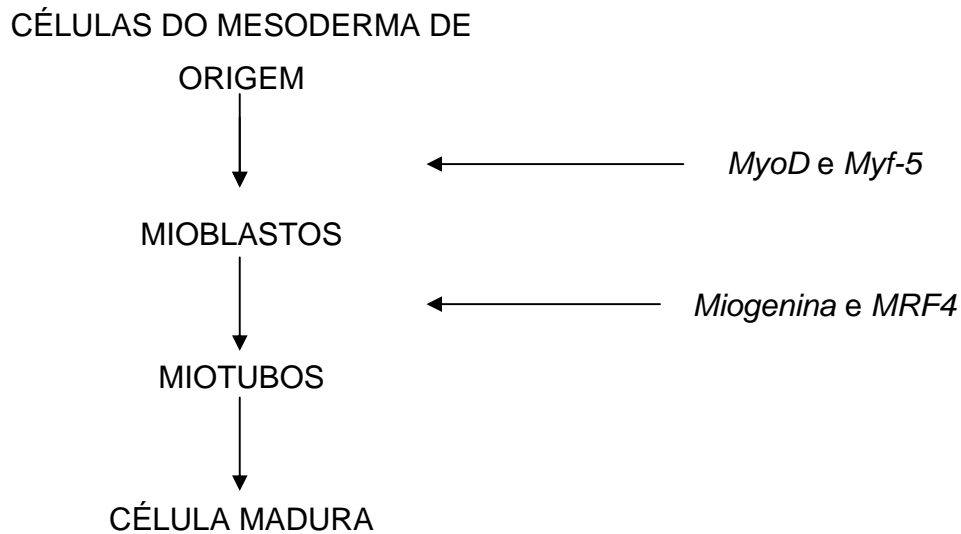 CÉLULAS DO MESODERMA DE
ORIGEM
MyoD e Myf-5
MIOBLASTOS
Miogenina e MRF4
MIOTUBOS
CÉLULA MADURA